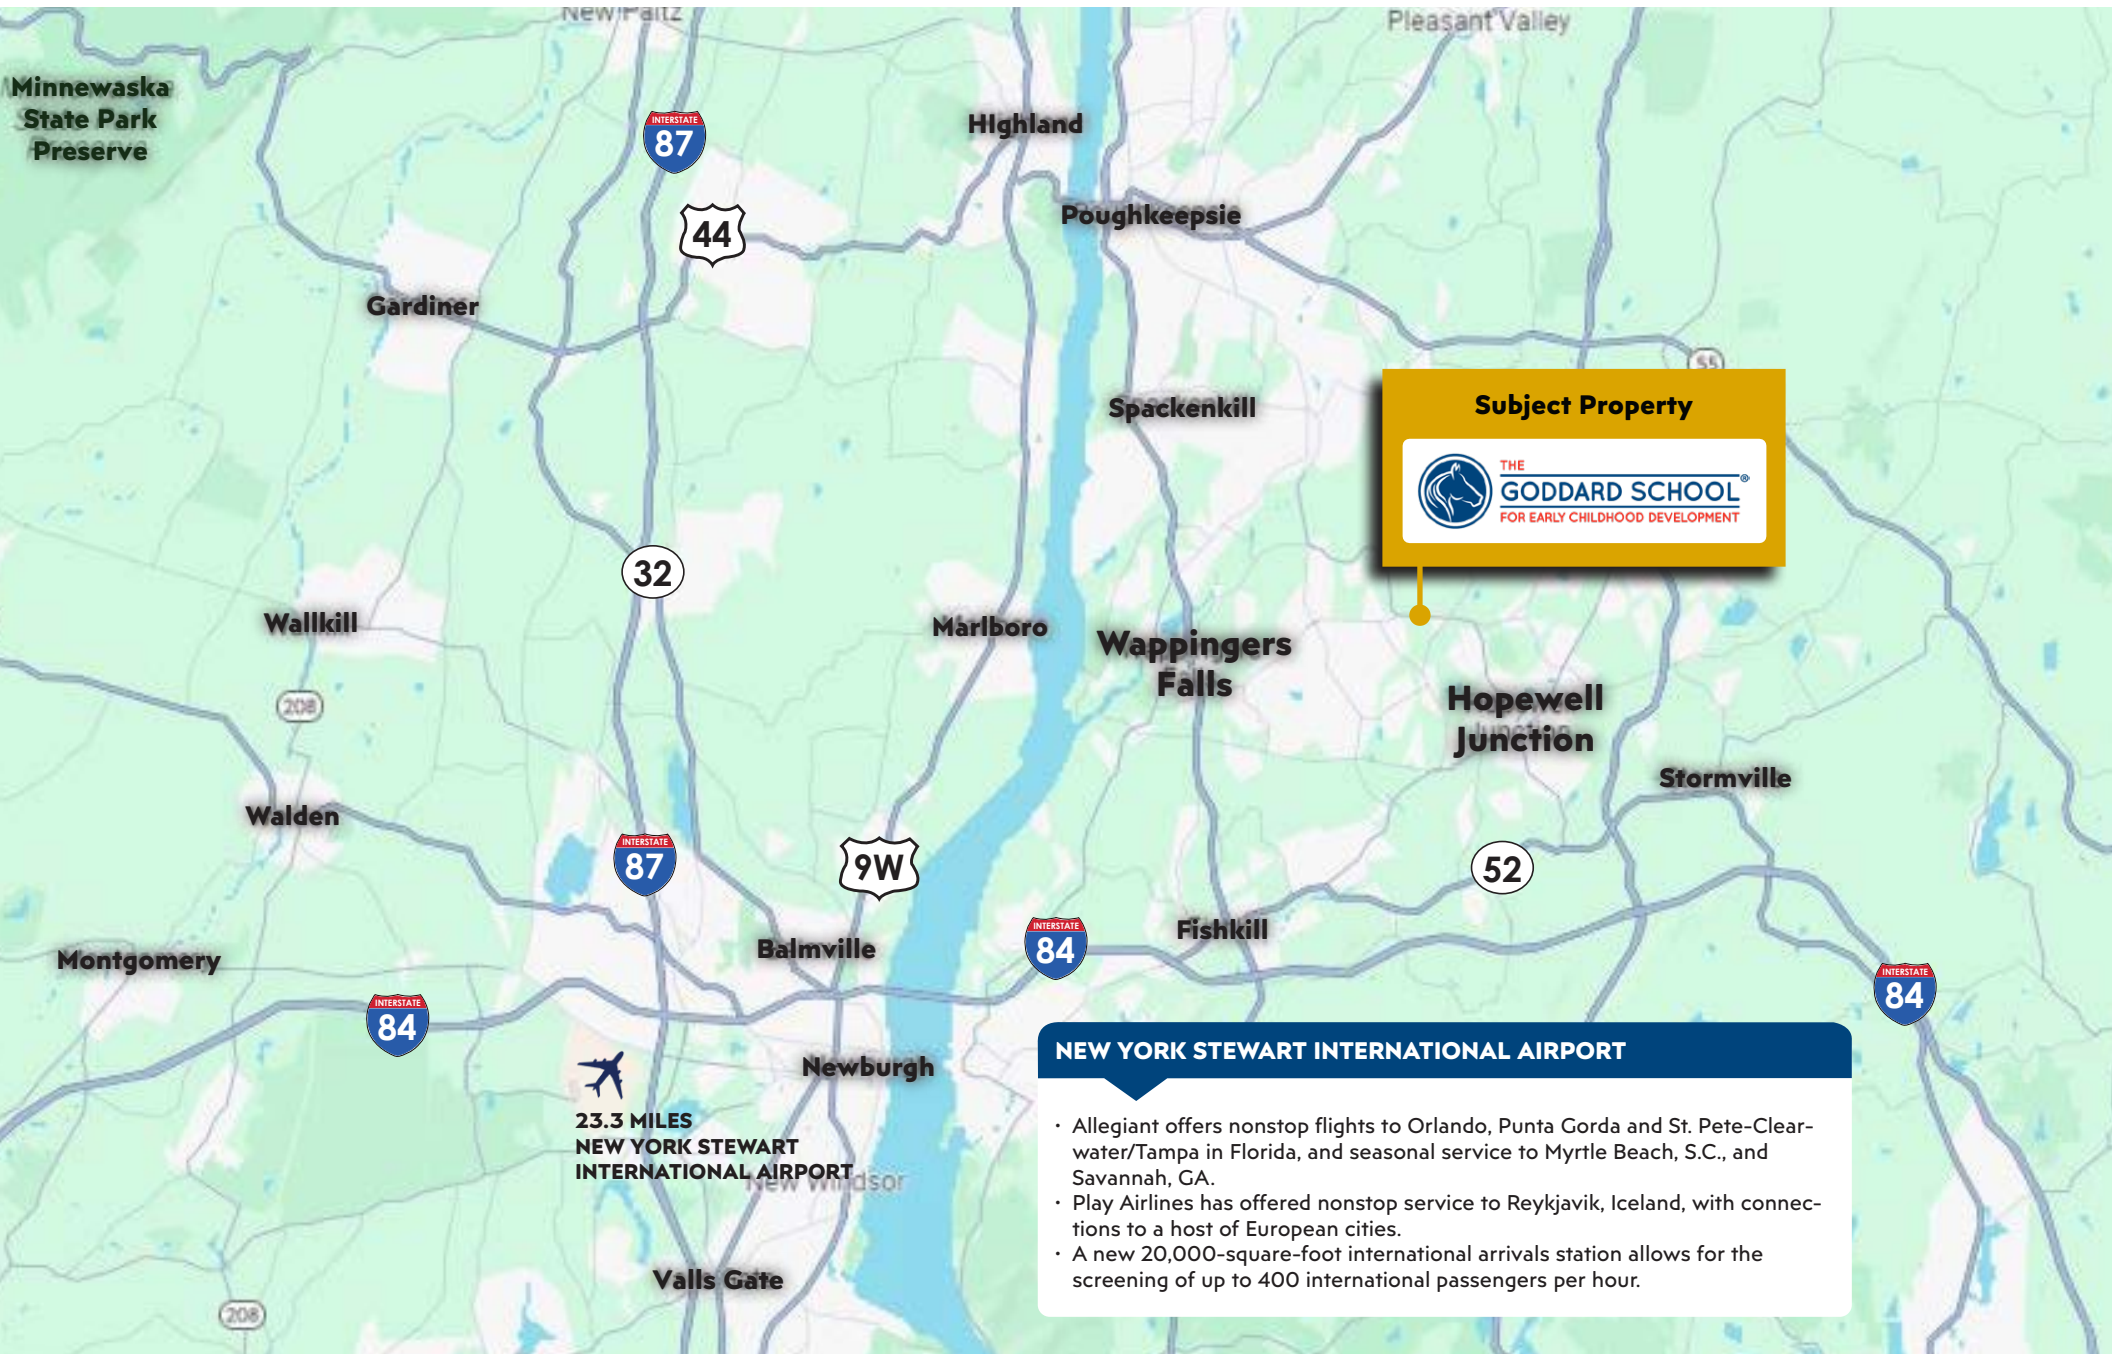 New Paltz
Pleasant Valley
Minnewaska
State Park
Preserve
INTERSTATE
87
HIghland
44
Poughkeepsie
Gardiner
55
Spackenkill
Subject Property
THE
GODDARD SCHOOL®
FOR EARLY CHILDHOOD DEVELOPMENT
32
Wallkill
Marlboro
Wappingers
Falls
208
Hopewell
Junction
Stormville
Walden
INTERSTATE
87
9W
52
Fishkill
INTERSTATE
84
Balmville
Montgomery
INTERSTATE
84
INTERSTATE
84
Newburgh
23.3 MILES
NEW YORK STEWART
INTERNATIONAL AIRPORT
New Windsor
Valls Gate
208
NEW YORK STEWART INTERNATIONAL AIRPORT
• Allegiant offers nonstop flights to Orlando, Punta Gorda and St. Pete-Clear-
water/Tampa in Florida, and seasonal service to Myrtle Beach, S.C., and
Savannah, GA.
• Play Airlines has offered nonstop service to Reykjavik, Iceland, with connec-
tions to a host of European cities.
• A new 20,000-square-foot international arrivals station allows for the
screening of up to 400 international passengers per hour.